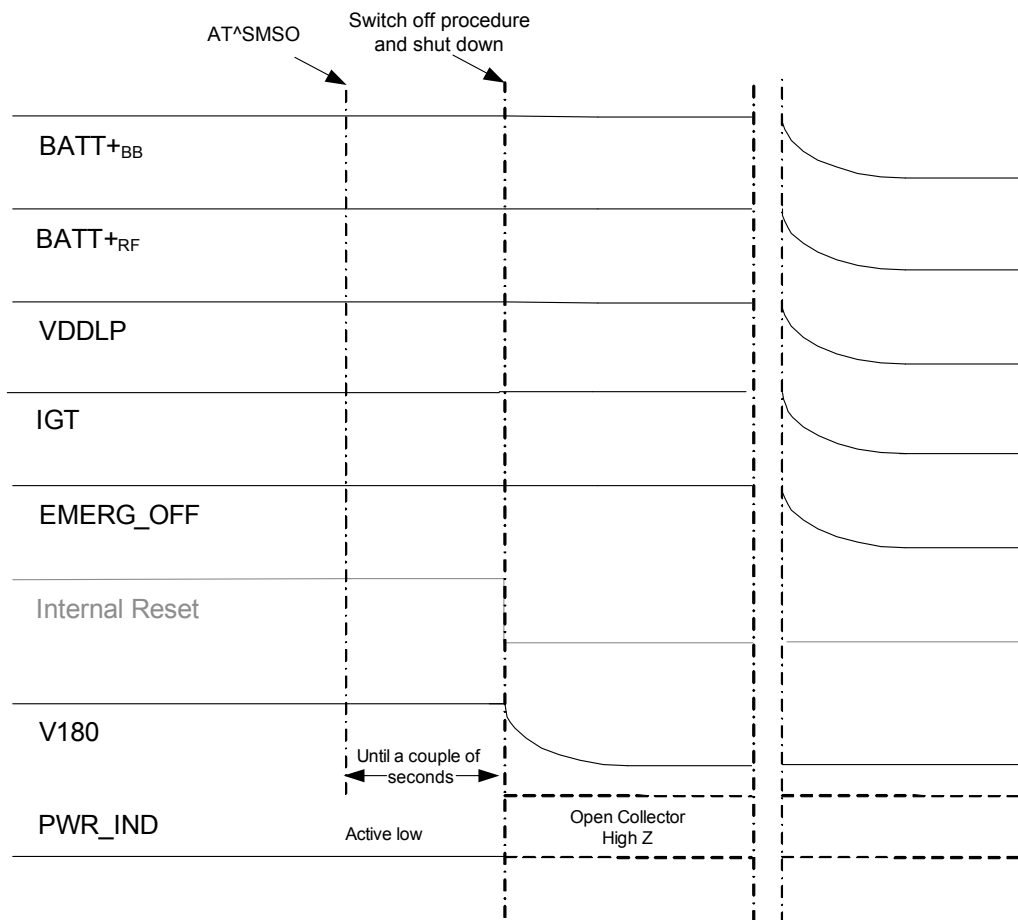 AT^SMSO
Switch off procedure
and shut down
BATT+BB
BATT+RF
VDDLP
IGT
EMERG_OFF
Internal Reset
V180
Until a couple of
seconds
PWR_IND
Active low
Open Collector
High Z